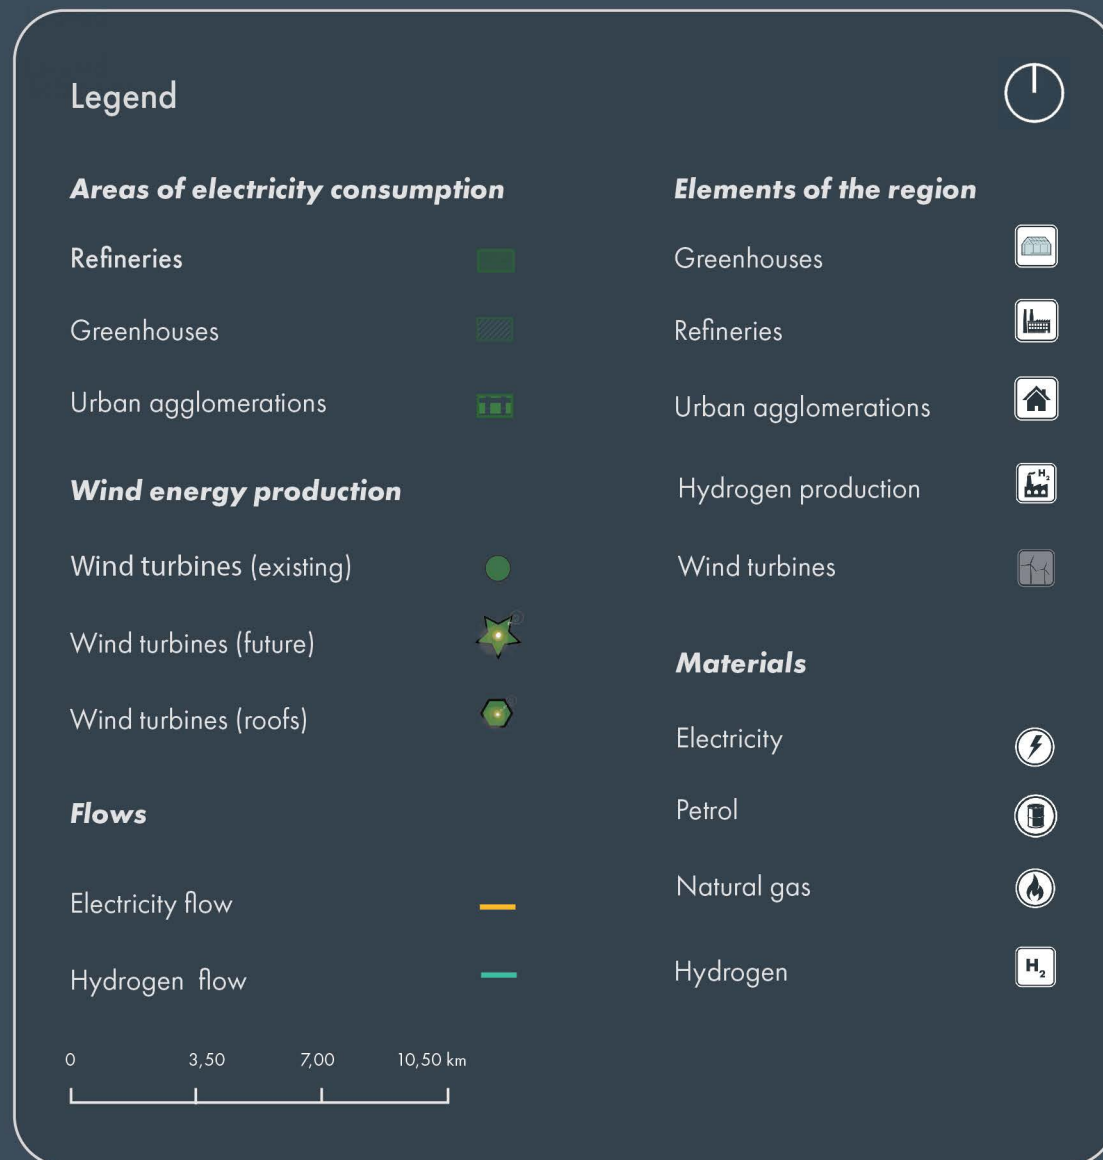 Legend
Areas of electricity consumption
Refineries
Greenhouses
Urban agglomerations
Wind energy production
Wind turbines (existing)
Wind turbines (future)
Wind turbines (roofs)
Flows
Electricity flow
Hydrogen flow
0 3,50 7,00 10,50 km
Elements of the region
Greenhouses
Refineries
Urban agglomerations
Hydrogen production
H₂
Wind turbines
Materials
Electricity
Petrol
Natural gas
Hydrogen
H₂